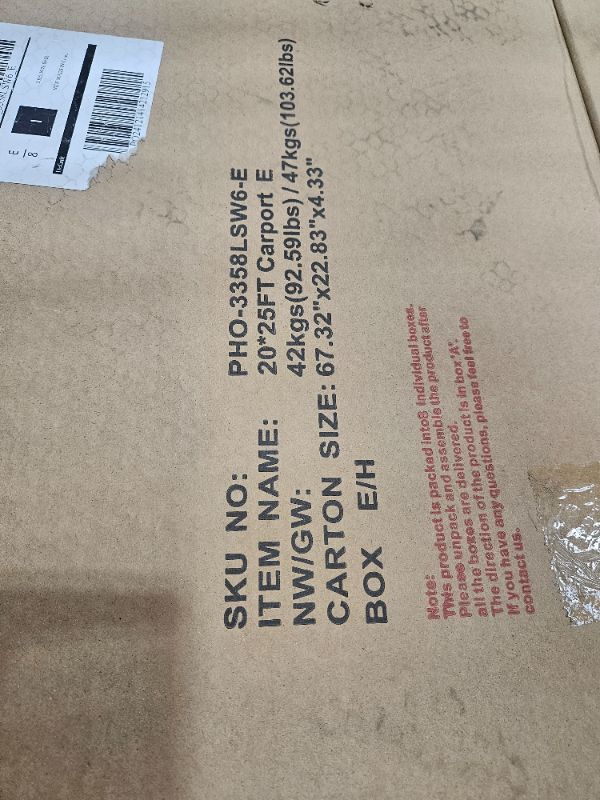 SKU NO: PHO-3358LSW6-E
ITEM NAME: 20*25FT Carport E
NW/GW: 42kgs(92.59lbs) / 47kgs(103.62lbs)
CARTON SIZE: 67.32"x22.83"x4.33"
BOX E/H
Note:
This product is packed into8 individual boxes.
Please unpack and assemble the product after
all the boxes are delivered.
The direction of the product is in box "A".
If you have any questions, please feel free to
contact us.
E
/8